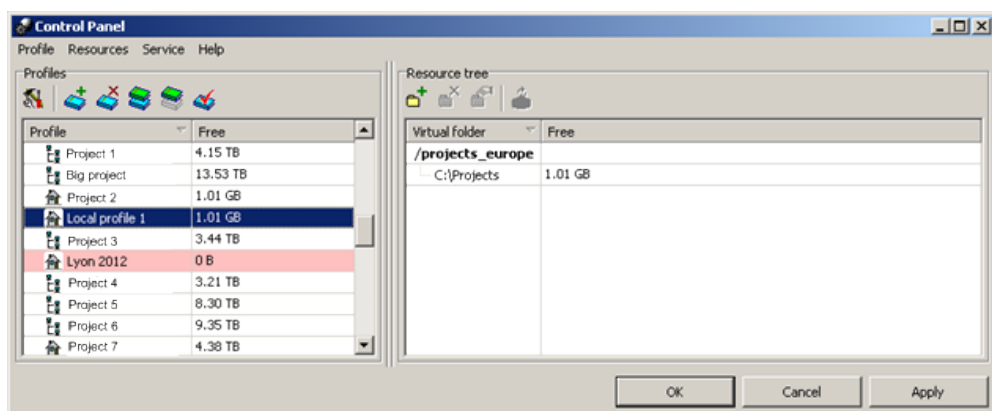 Control Panel
Profile Resources Service Help
Profiles
Profile Free
Project 1 4.15 TB
Big project 13.53 TB
Project 2 1.01 GB
Local profile 1 1.01 GB
Project 3 3.44 TB
Lyon 2012 0 B
Project 4 3.21 TB
Project 5 8.30 TB
Project 6 9.35 TB
Project 7 4.38 TB
Resource tree
Virtual folder Free
/projects_europe
C:\Projects 1.01 GB
OK Cancel Apply